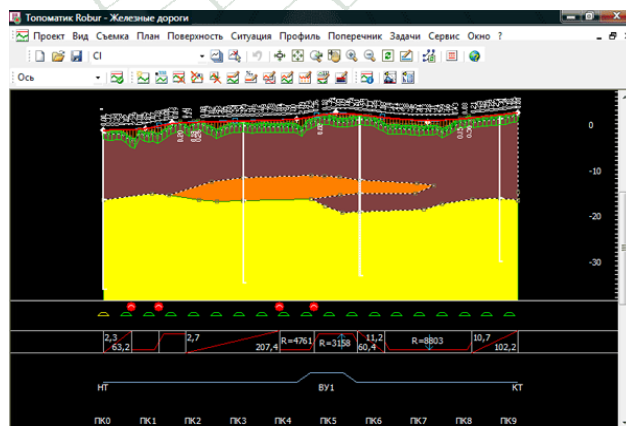 Топоматик Robur - Железные дороги
Проект Вид Съемка План Поверхность Ситуация Профиль Поперечник Задачи Сервис Окно ?
CI
Ось
0
-10
-20
-30
2,3 2,7 R=4761 R=3158 11,2 R=8803 10,7
63,2 207,4 60,4 102,2
НТ ВУ1 КТ
ПК0 ПК1 ПК2 ПК3 ПК4 ПК5 ПК6 ПК7 ПК8 ПК9